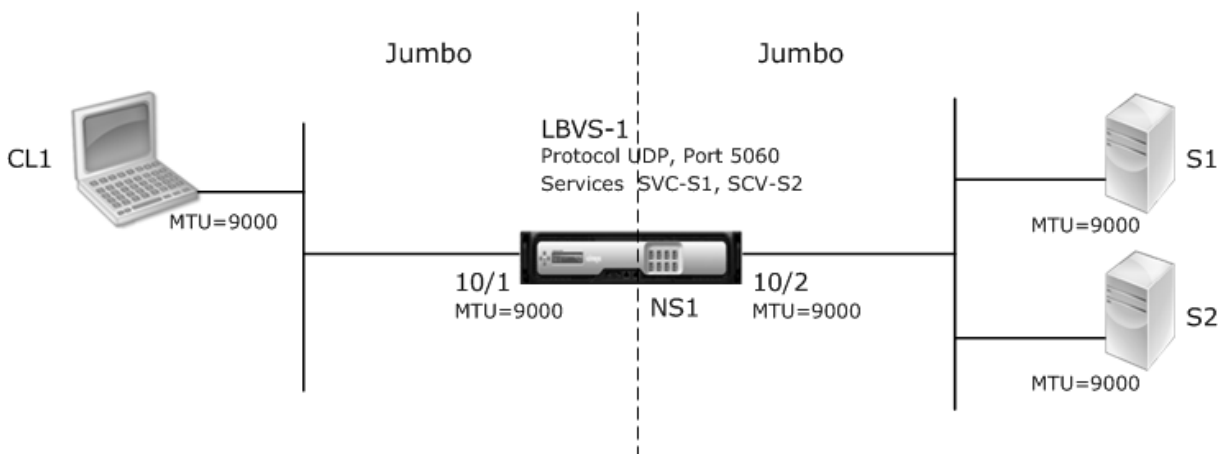 Jumbo
Jumbo
LBVS-1
Protocol UDP, Port 5060
Services SVC-S1, SCV-S2
CL1
MTU=9000
S1
MTU=9000
10/1
MTU=9000
NS1
10/2
MTU=9000
S2
MTU=9000